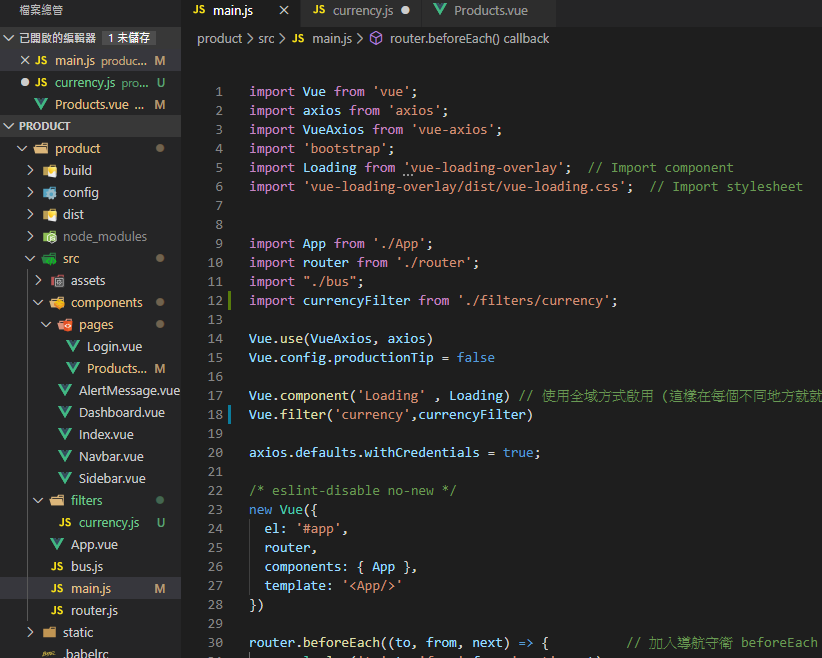 檔案總管
已開啟的編輯器 1 未儲存
JS main.js produc... M
JS currency.js pro... U
Products.vue ... M
PRODUCT
product
build
config
dist
node_modules
src
assets
components
pages
Login.vue
Products... M
AlertMessage.vue
Dashboard.vue
Index.vue
Navbar.vue
Sidebar.vue
filters
JS currency.js U
App.vue
JS bus.js
JS main.js M
JS router.js
static
.babelrc
JS main.js
JS currency.js
Products.vue
product > src > JS main.js > router.beforeEach() callback
1 import Vue from 'vue';
2 import axios from 'axios';
3 import VueAxios from 'vue-axios';
4 import 'bootstrap';
5 import Loading from 'vue-loading-overlay';  // Import component
6 import 'vue-loading-overlay/dist/vue-loading.css';  // Import stylesheet
7
8
9 import App from './App';
10 import router from './router';
11 import "./bus";
12 import currencyFilter from './filters/currency';
13
14 Vue.use(VueAxios, axios)
15 Vue.config.productionTip = false
16
17 Vue.component('Loading' , Loading) // 使用全域方式啟用 (這樣在每個不同地方就就
18 Vue.filter('currency',currencyFilter)
19
20 axios.defaults.withCredentials = true;
21
22 /* eslint-disable no-new */
23 new Vue({
24   el: '#app',
25   router,
26   components: { App },
27   template: '<App/>'
28 })
29
30 router.beforeEach((to, from, next) => {          // 加入導航守衛 beforeEach